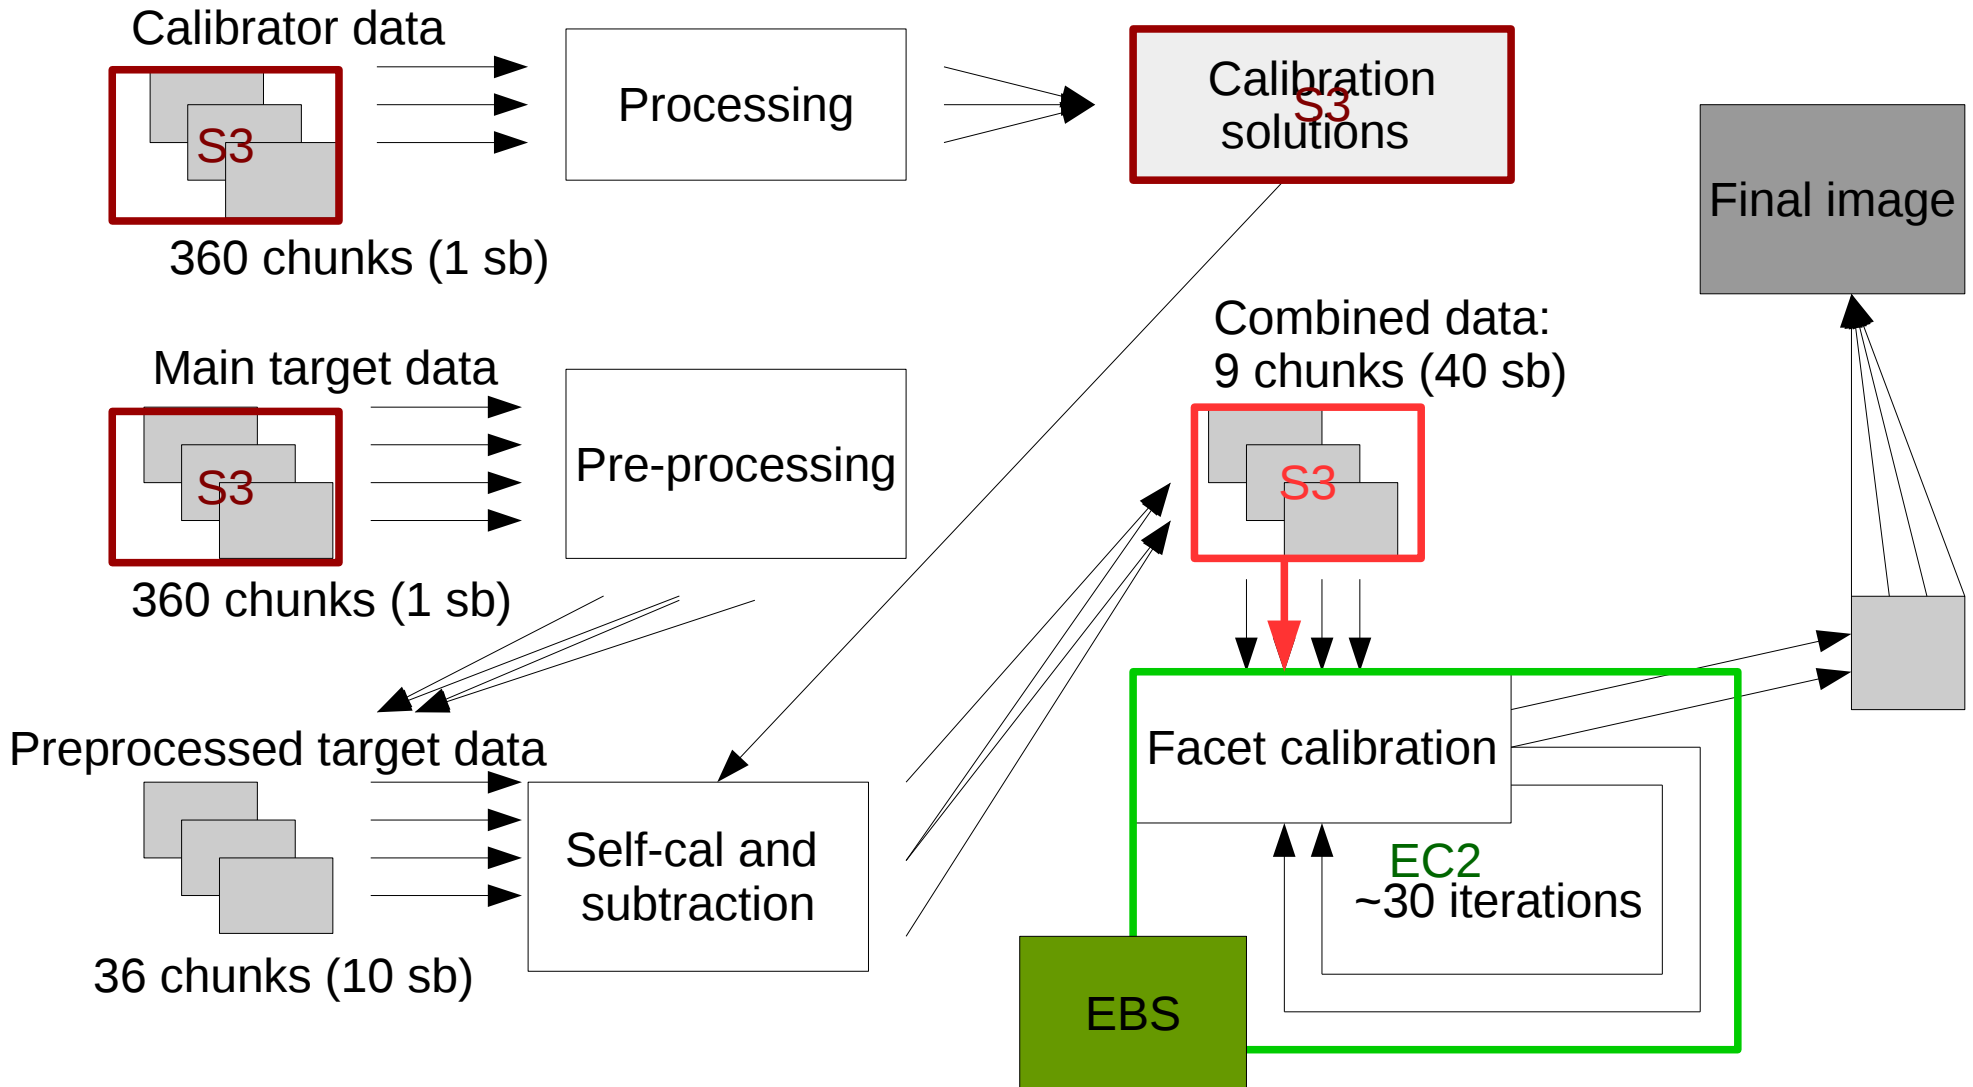 Calibrator data
S3
360 chunks (1 sb)
Processing
Calibration
S3
solutions
Final image
Main target data
S3
360 chunks (1 sb)
Pre-processing
Combined data:
9 chunks (40 sb)
S3
Preprocessed target data
36 chunks (10 sb)
Self-cal and
subtraction
Facet calibration
EC2
~30 iterations
EBS